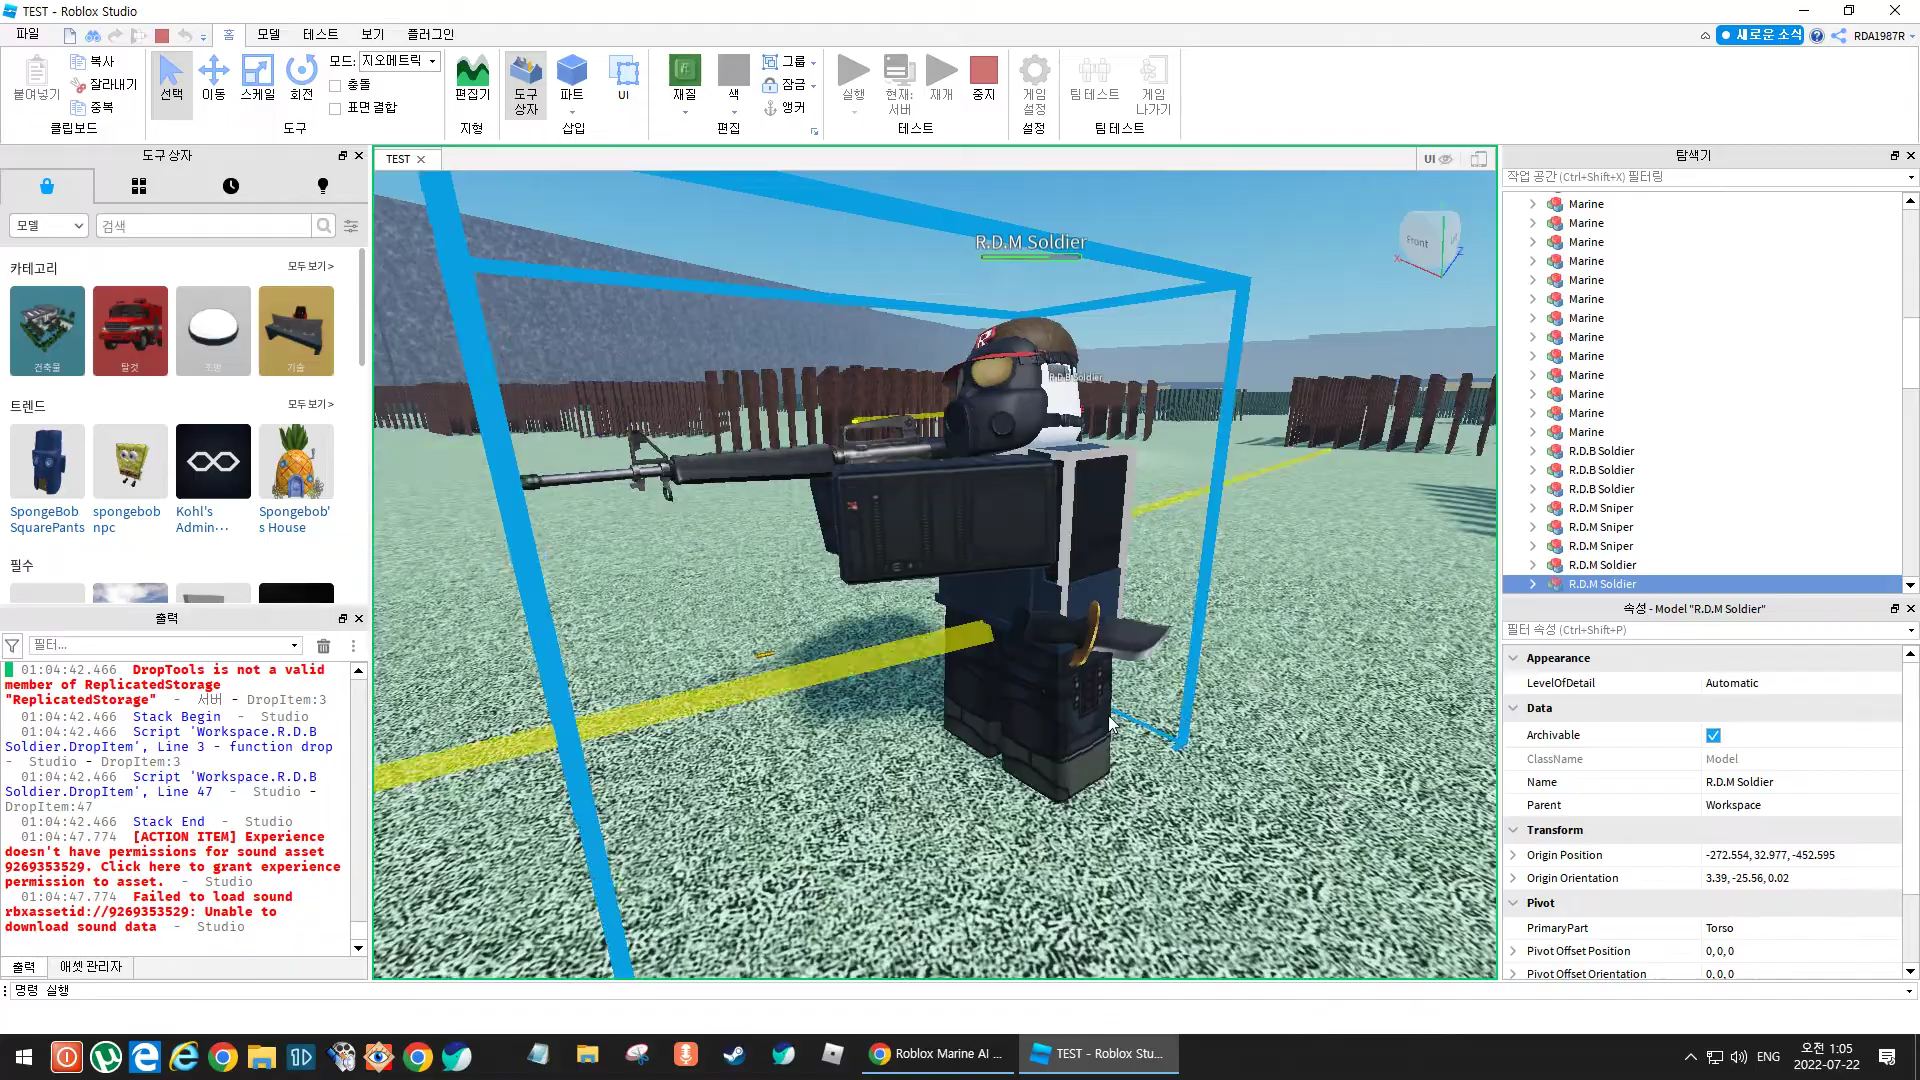 TEST - Roblox Studio
파일
홈
모델
테스트
보기
플러그인
새로운 소식
RDA1987R
붙여넣기
복사
잘라내기
중복
클립보드
선택
이동
스케일
회전
모드:
지오메트릭
충돌
표면 결합
도구
편집기
지형
도구
상자
파트
UI
삽입
재질
색
그룹
잠금
앵커
편집
실행
현재:
서버
재개
중지
테스트
게임
설정
설정
팀 테스트
게임
나가기
팀 테스트
도구 상자
모델
검색
카테고리
모두 보기 >
건축물
탈것
기술
트렌드
모두 보기 >
SpongeBob
SquarePants
spongebob
npc
Kohl's
Admin···
Spongebob'
s House
필수
출력
필터...
01:04:42.466 DropTools is not a valid
member of ReplicatedStorage
"ReplicatedStorage" - 서버 - DropItem:3
01:04:42.466 Stack Begin - Studio
01:04:42.466 Script 'Workspace.R.D.B
Soldier.DropItem', Line 3 - function drop
- Studio - DropItem:3
01:04:42.466 Script 'Workspace.R.D.B
Soldier.DropItem', Line 47 - Studio -
DropItem:47
01:04:42.466 Stack End - Studio
01:04:47.774 [ACTION ITEM] Experience
doesn't have permissions for sound asset
9269353529. Click here to grant experience
permission to asset. - Studio
01:04:47.774 Failed to load sound
rbxassetid://9269353529: Unable to
download sound data - Studio
출력
애셋 관리자
명령 실행
TEST
UI
R.D.M Soldier
R.D.B Soldier
Front
X
Z
탐색기
작업 공간 (Ctrl+Shift+X) 필터링
Marine
Marine
Marine
Marine
Marine
Marine
Marine
Marine
Marine
Marine
Marine
Marine
Marine
R.D.B Soldier
R.D.B Soldier
R.D.B Soldier
R.D.M Sniper
R.D.M Sniper
R.D.M Sniper
R.D.M Soldier
R.D.M Soldier
속성 - Model "R.D.M Soldier"
필터 속성 (Ctrl+Shift+P)
Appearance
LevelOfDetail Automatic
Data
Archivable
ClassName Model
Name R.D.M Soldier
Parent Workspace
Transform
Origin Position -272.554, 32.977, -452.595
Origin Orientation 3.39, -25.56, 0.02
Pivot
PrimaryPart Torso
Pivot Offset Position 0, 0, 0
Pivot Offset Orientation 0, 0, 0
Roblox Marine AI ...
TEST - Roblox Stu...
ENG
오전 1:05
2022-07-22